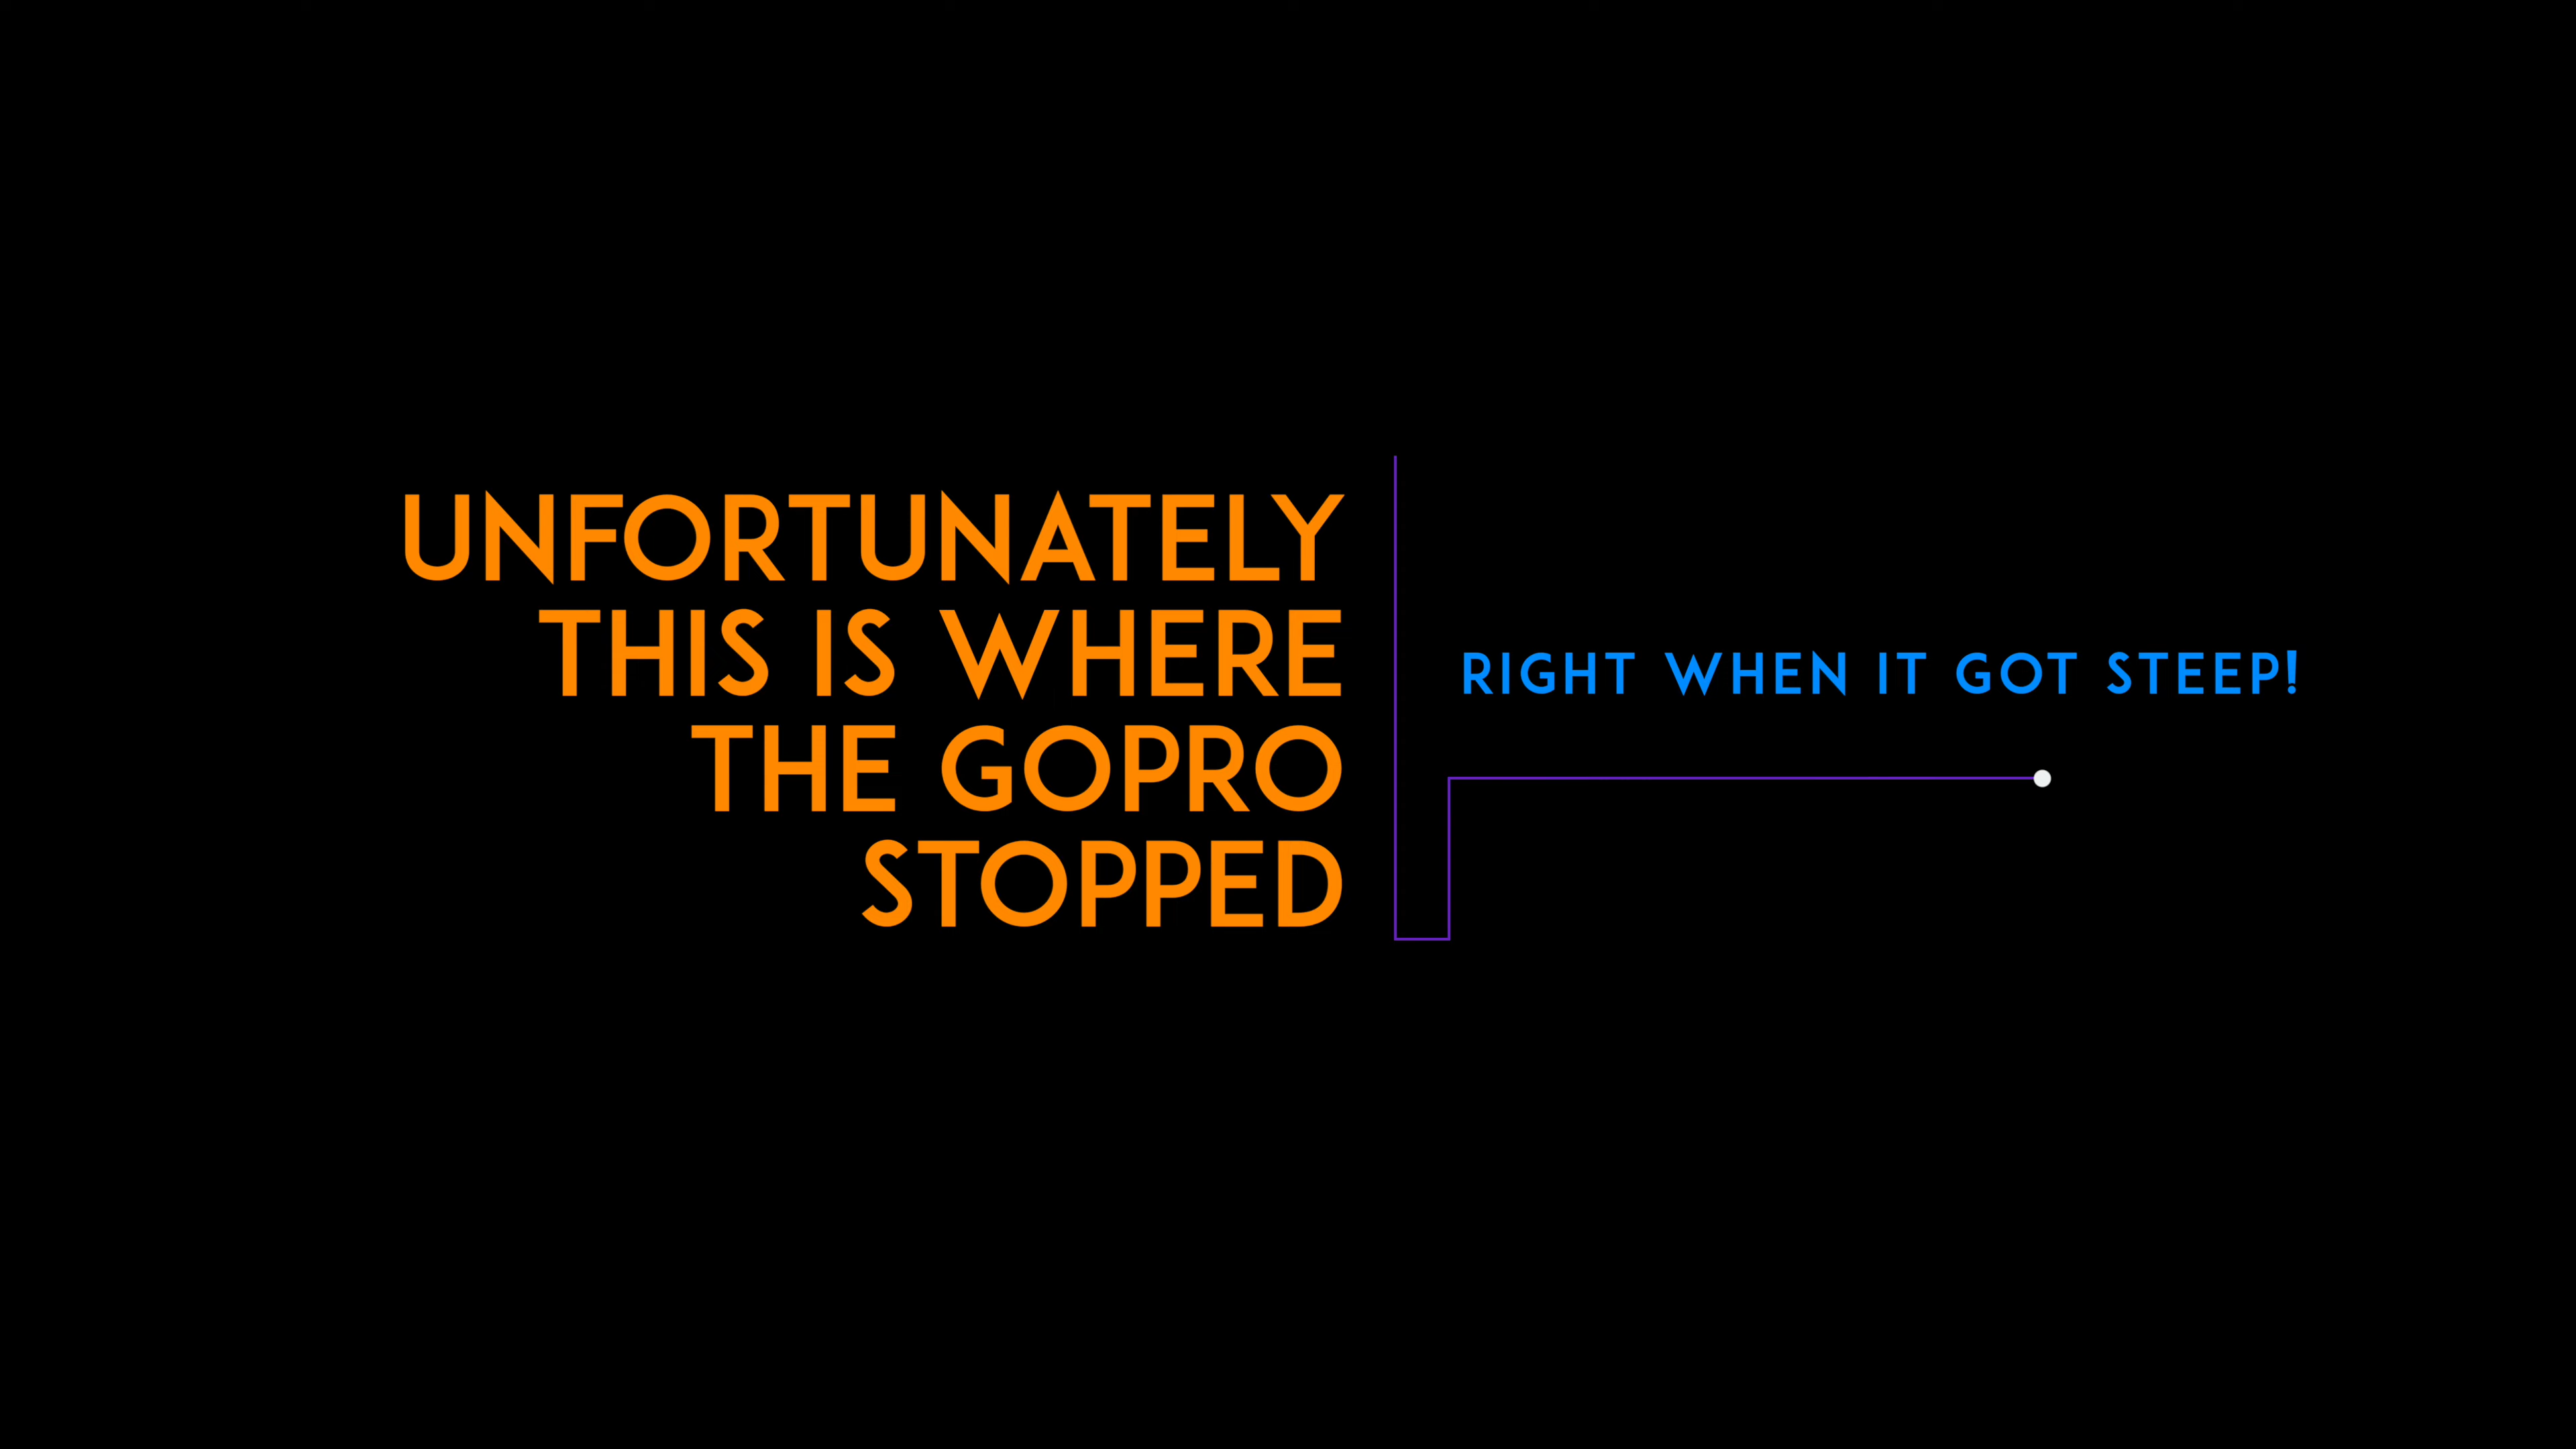 UNFORTUNATELY
THIS IS WHERE
THE GOPRO
STOPPED
RIGHT WHEN IT GOT STEEP!